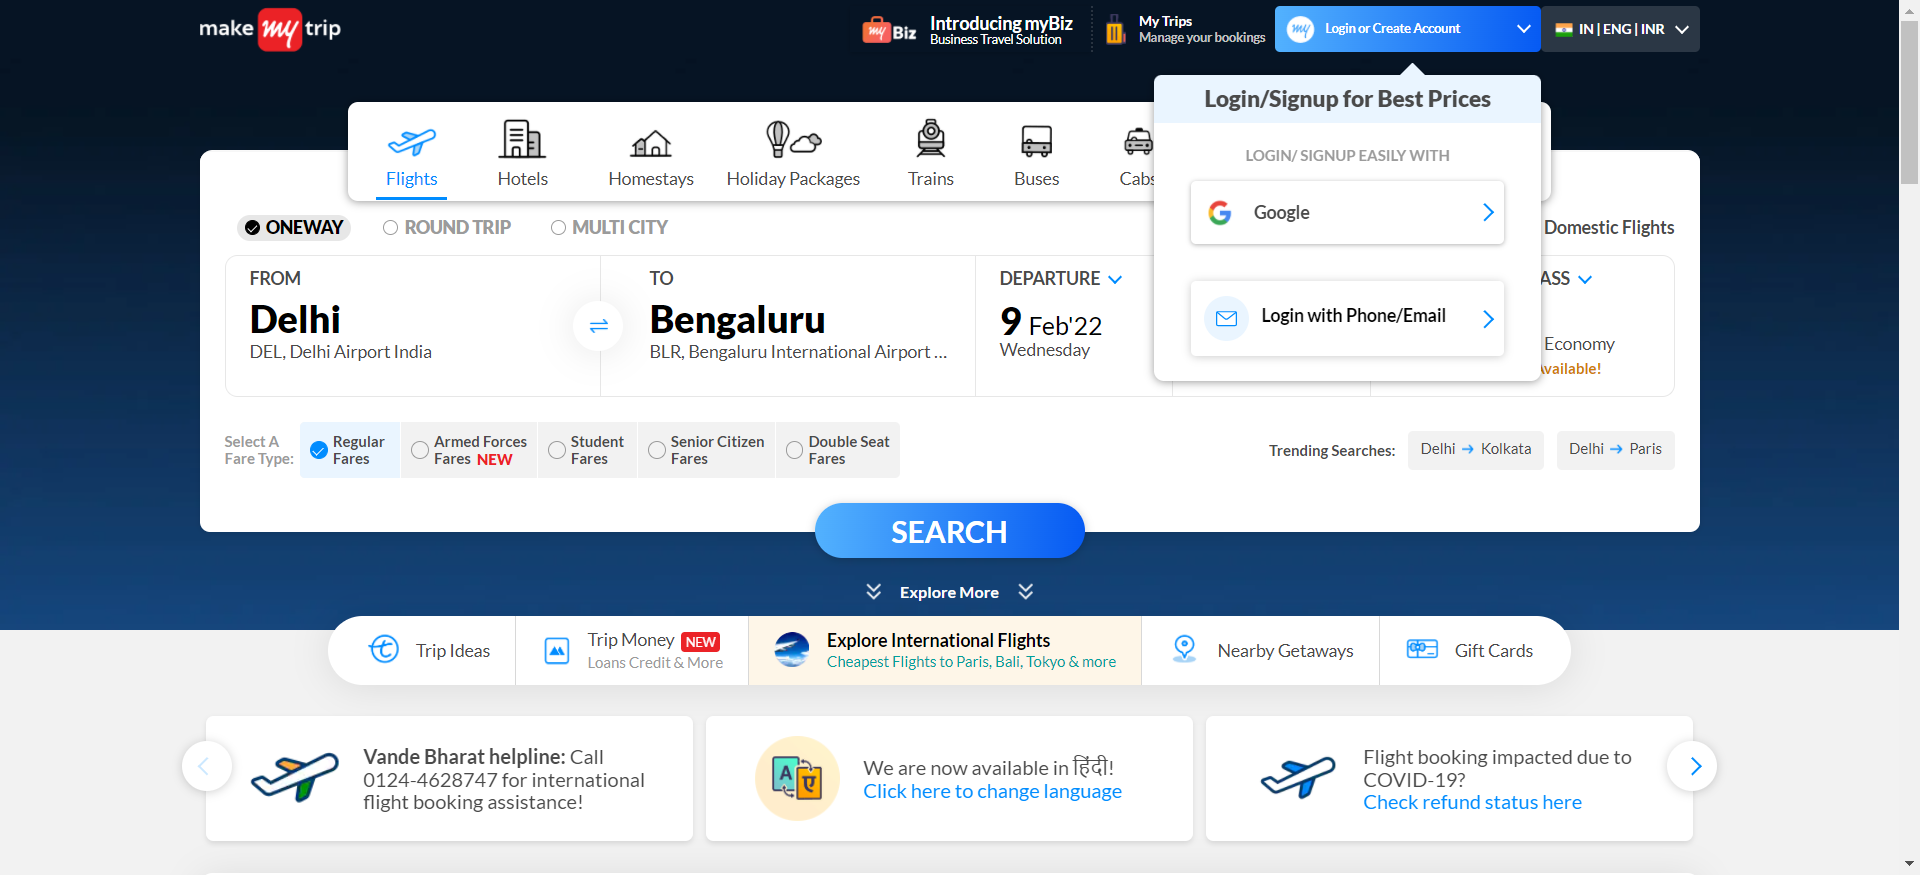 make my trip
my Biz
Introducing myBiz
Business Travel Solution
My Trips
Manage your bookings
my
Login or Create Account
IN | ENG | INR
Login/Signup for Best Prices
LOGIN/ SIGNUP EASILY WITH
Google
Login with Phone/Email
Flights
Hotels
Homestays
Holiday Packages
Trains
Buses
Cabs
ONEWAY
ROUND TRIP
MULTI CITY
Domestic Flights
FROM
Delhi
DEL, Delhi Airport India
TO
Bengaluru
BLR, Bengaluru International Airport ...
DEPARTURE
9 Feb'22
Wednesday
ASS
Economy
Available!
Select A
Fare Type:
Regular
Fares
Armed Forces
Fares NEW
Student
Fares
Senior Citizen
Fares
Double Seat
Fares
Trending Searches:
Delhi → Kolkata
Delhi → Paris
SEARCH
Explore More
Trip Ideas
Trip Money NEW
Loans Credit & More
Explore International Flights
Cheapest Flights to Paris, Bali, Tokyo & more
Nearby Getaways
Gift Cards
Vande Bharat helpline: Call
0124-4628747 for international
flight booking assistance!
A ए
We are now available in हिंदी!
Click here to change language
Flight booking impacted due to
COVID-19?
Check refund status here